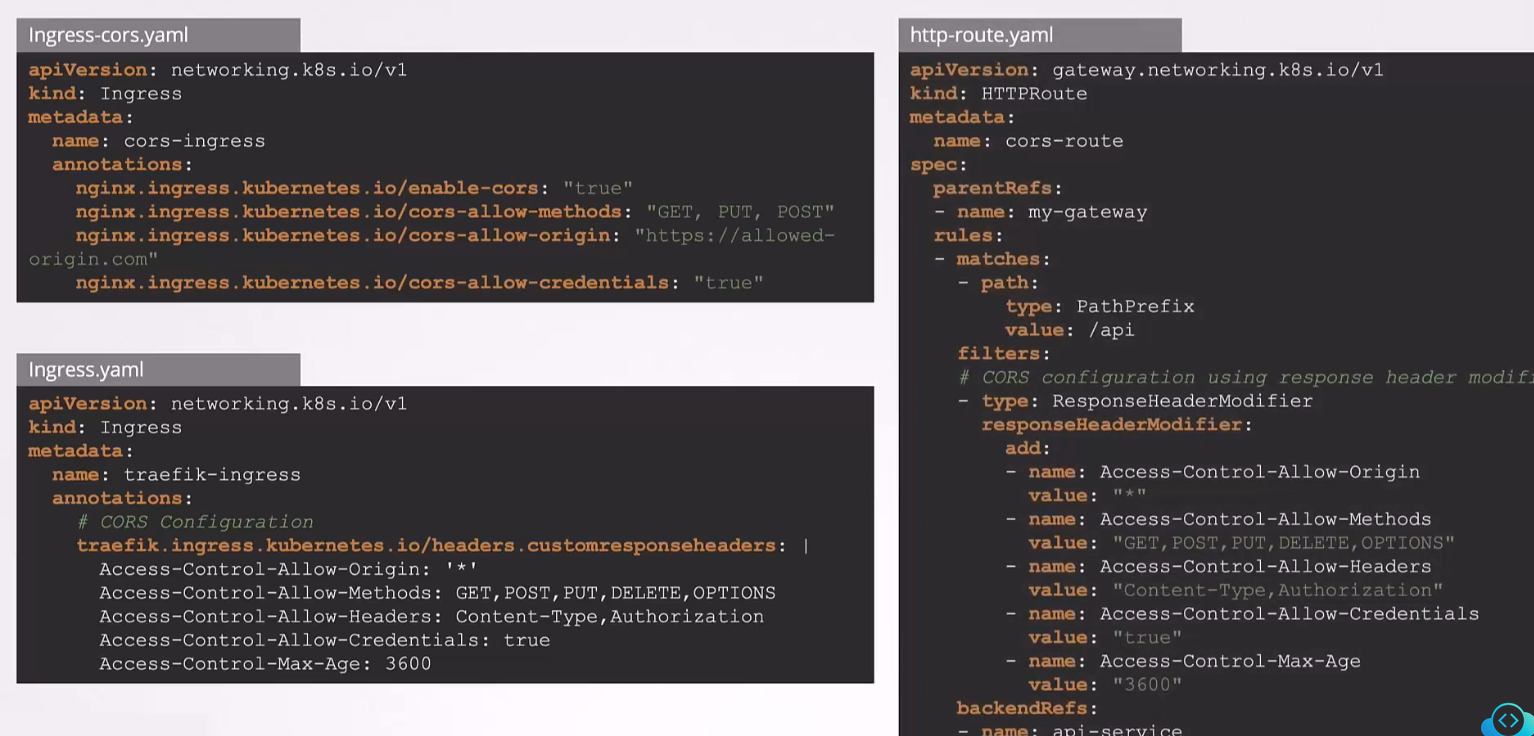 Ingress-cors.yaml
apiVersion: networking.k8s.io/v1
kind: Ingress
metadata:
  name: cors-ingress
  annotations:
    nginx.ingress.kubernetes.io/enable-cors: "true"
    nginx.ingress.kubernetes.io/cors-allow-methods: "GET, PUT, POST"
    nginx.ingress.kubernetes.io/cors-allow-origin: "https://allowed-
origin.com"
    nginx.ingress.kubernetes.io/cors-allow-credentials: "true"
Ingress.yaml
apiVersion: networking.k8s.io/v1
kind: Ingress
metadata:
  name: traefik-ingress
  annotations:
    # CORS Configuration
    traefik.ingress.kubernetes.io/headers.customresponseheaders: |
      Access-Control-Allow-Origin: '*'
      Access-Control-Allow-Methods: GET,POST,PUT,DELETE,OPTIONS
      Access-Control-Allow-Headers: Content-Type,Authorization
      Access-Control-Allow-Credentials: true
      Access-Control-Max-Age: 3600
http-route.yaml
apiVersion: gateway.networking.k8s.io/v1
kind: HTTPRoute
metadata:
  name: cors-route
spec:
  parentRefs:
  - name: my-gateway
  rules:
  - matches:
    - path:
        type: PathPrefix
        value: /api
    filters:
    # CORS configuration using response header
    - type: ResponseHeaderModifier
      responseHeaderModifier:
        add:
        - name: Access-Control-Allow-Origin
          value: "*"
        - name: Access-Control-Allow-Methods
          value: "GET,POST,PUT,DELETE,OPTIONS"
        - name: Access-Control-Allow-Headers
          value: "Content-Type,Authorization"
        - name: Access-Control-Allow-Credentials
          value: "true"
        - name: Access-Control-Max-Age
          value: "3600"
    backendRefs:
    - name: api-service